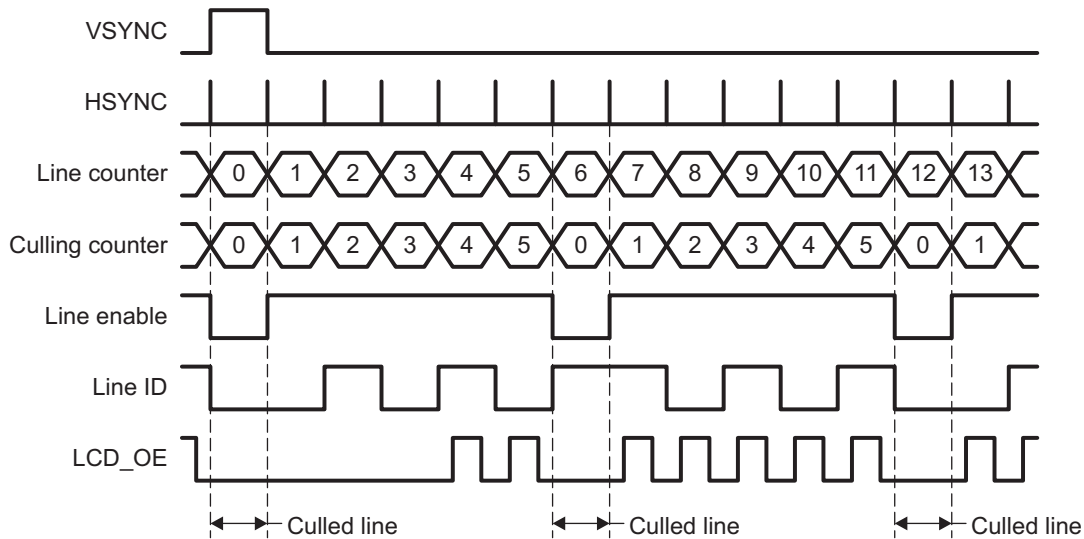 VSYNC
HSYNC
Line counter 0 1 2 3 4 5 6 7 8 9 10 11 12 13
Culling counter 0 1 2 3 4 5 0 1 2 3 4 5 0 1
Line enable
Line ID
LCD_OE
Culled line Culled line Culled line